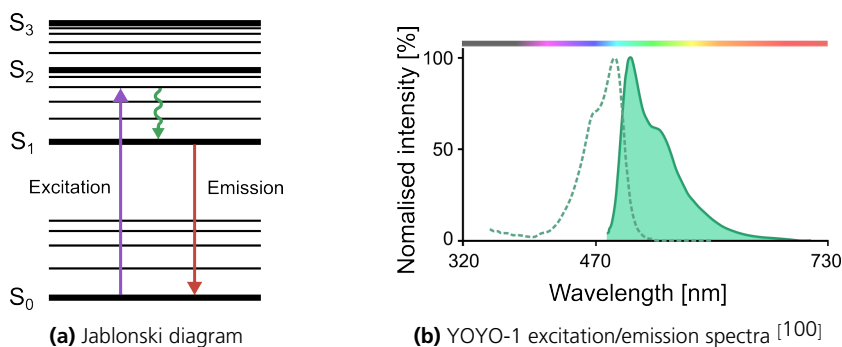 S3
S2
S1
S0
Excitation
Emission
(a) Jablonski diagram
Nomalised intensity [%]
100
50
0
320
470
730
Wavelength [nm]
(b) YOYO-1 excitation/emission spectra [100]